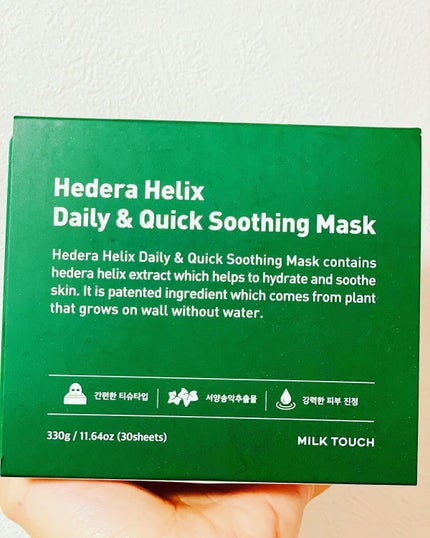 Hedera Helix
Daily & Quick Soothing Mask
Hedera Helix Daily & Quick Soothing Mask contains
hedera helix extract which helps to hydrate and soothe
skin. It is patented ingredient which comes from plant
that grows on wall without water.
간편한 티슈타입 서양송악추출물 강력한 피부 진정
330g / 11.64oz (30sheets) MILK TOUCH